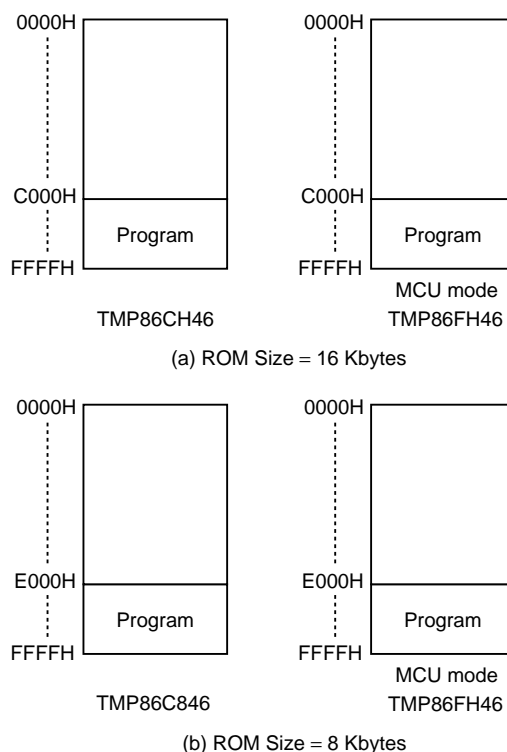 0000H
0000H
C000H
C000H
Program
Program
FFFFH
FFFFH
MCU mode
TMP86CH46
TMP86FH46
(a) ROM Size = 16 Kbytes
0000H
0000H
E000H
E000H
Program
Program
FFFFH
FFFFH
MCU mode
TMP86C846
TMP86FH46
(b) ROM Size = 8 Kbytes